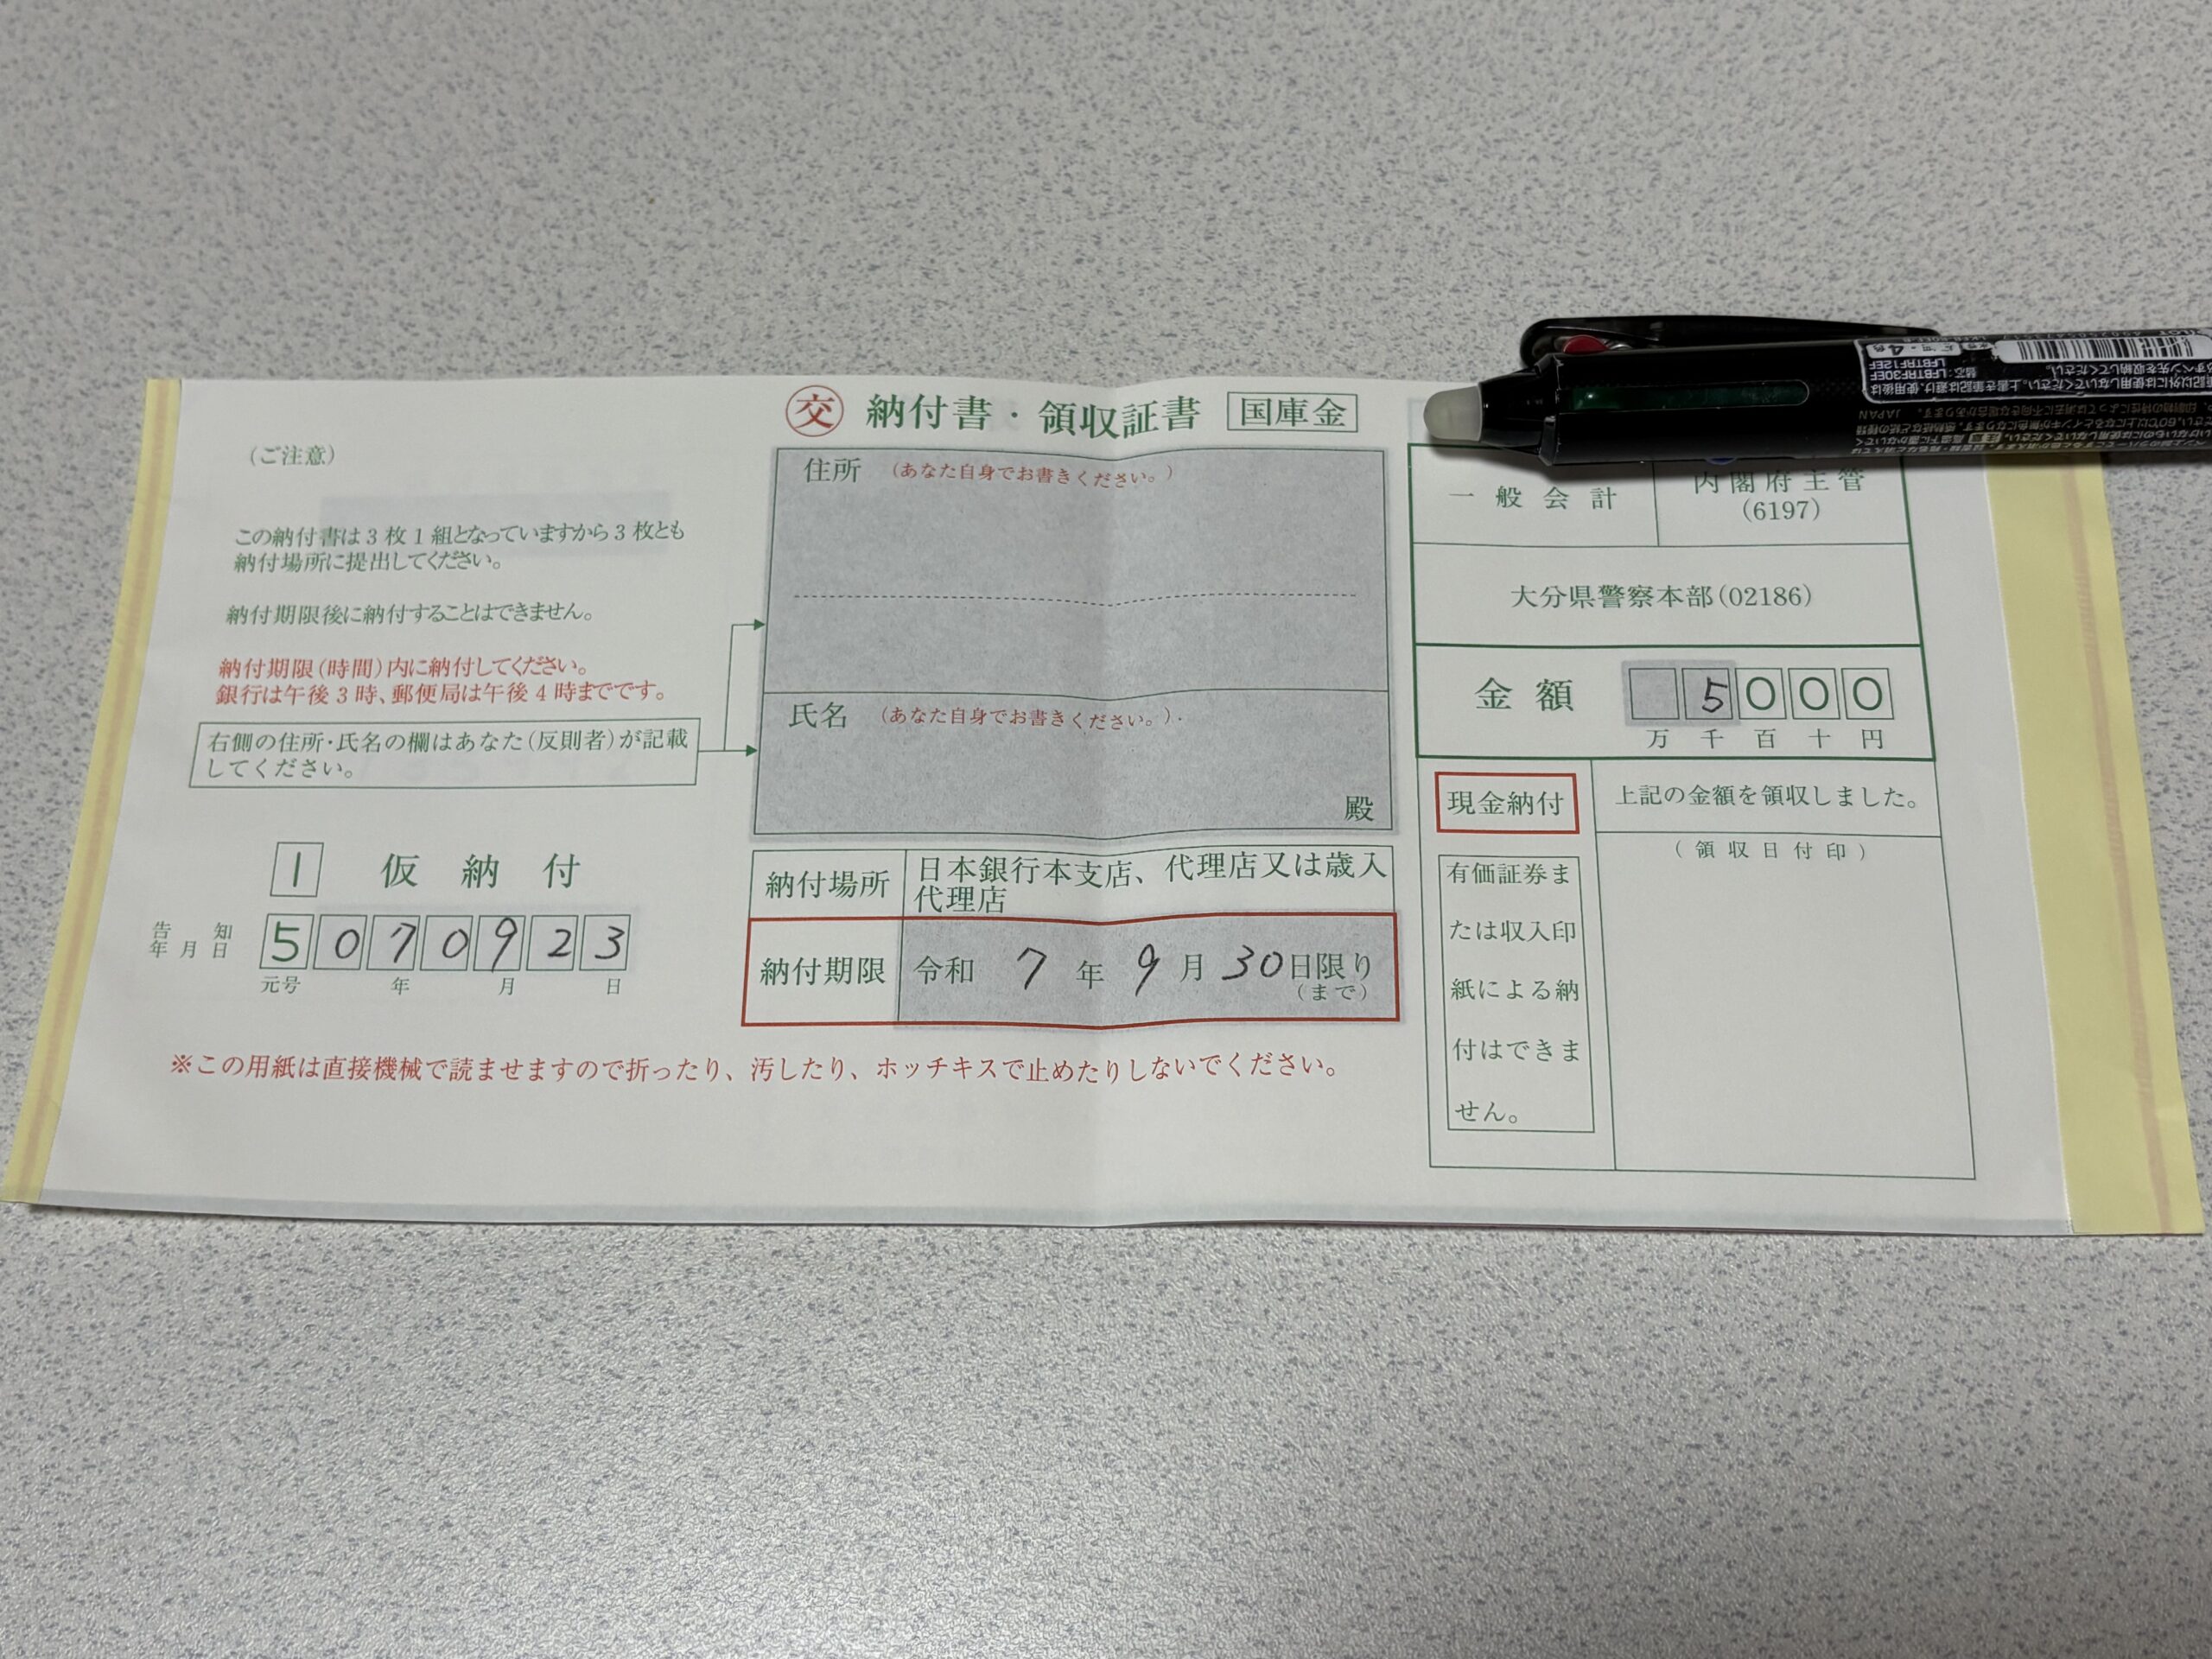 交 納付書・領収証書 国庫金
(ご注意)
この納付書は3枚1組となっていますから3枚とも
納付場所に提出してください。
納付期限後に納付することはできません。
納付期限(時間)内に納付してください。
銀行は午後3時、郵便局は午後4時までです。
右側の住所・氏名の欄はあなた(反則者)が記載
してください。
1 仮納付
告知
年月日
5 0 7 0 9 2 3
元号 年 月 日
住所 (あなた自身でお書きください。)
氏名 (あなた自身でお書きください。).
殿
納付場所 日本銀行本支店、代理店又は歳入
代理店
納付期限 令和 7 年 9 月 30 日限り
(まで)
※この用紙は直接機械で読ませますので折ったり、汚したり、ホッチキスで止めたりしないでください。
一般会計
内閣府主管
(6197)
大分県警察本部(02186)
金額 5 0 0 0
万 千 百 十 円
現金納付
有価証券ま
たは収入印
紙による納
付はできま
せん。
上記の金額を領収しました。
(領収日付印)
LFBTRF12EF
LFBTRF30EF
JAPAN